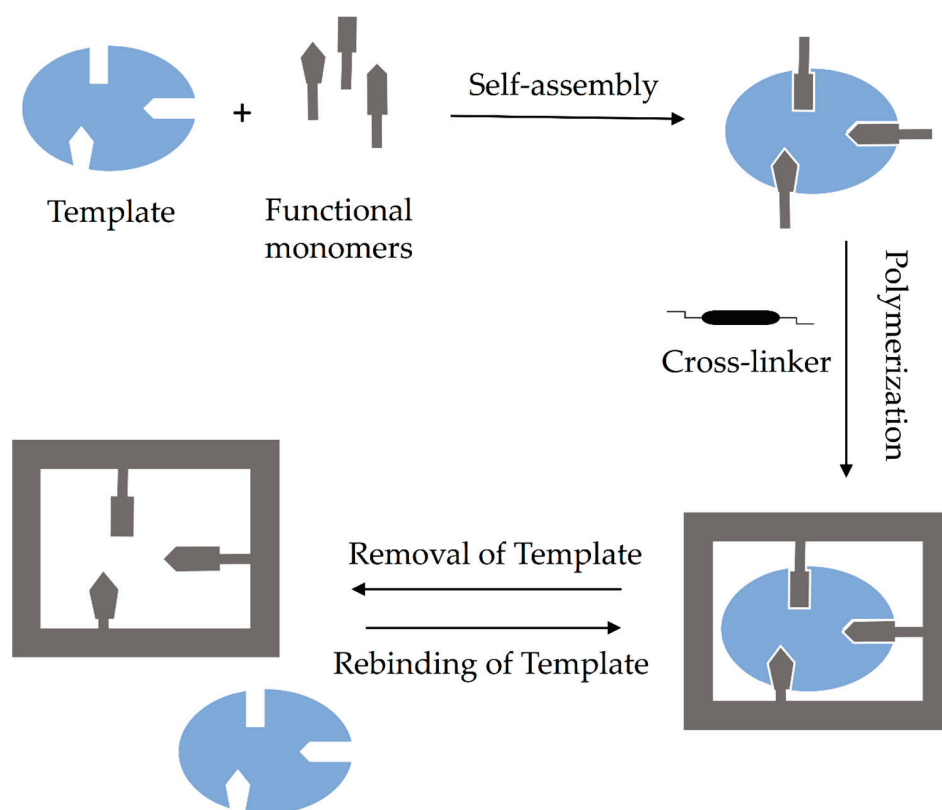 Self-assembly
+
Template
Functional
monomers
Polymerization
Cross-linker
Removal of Template
Rebinding of Template